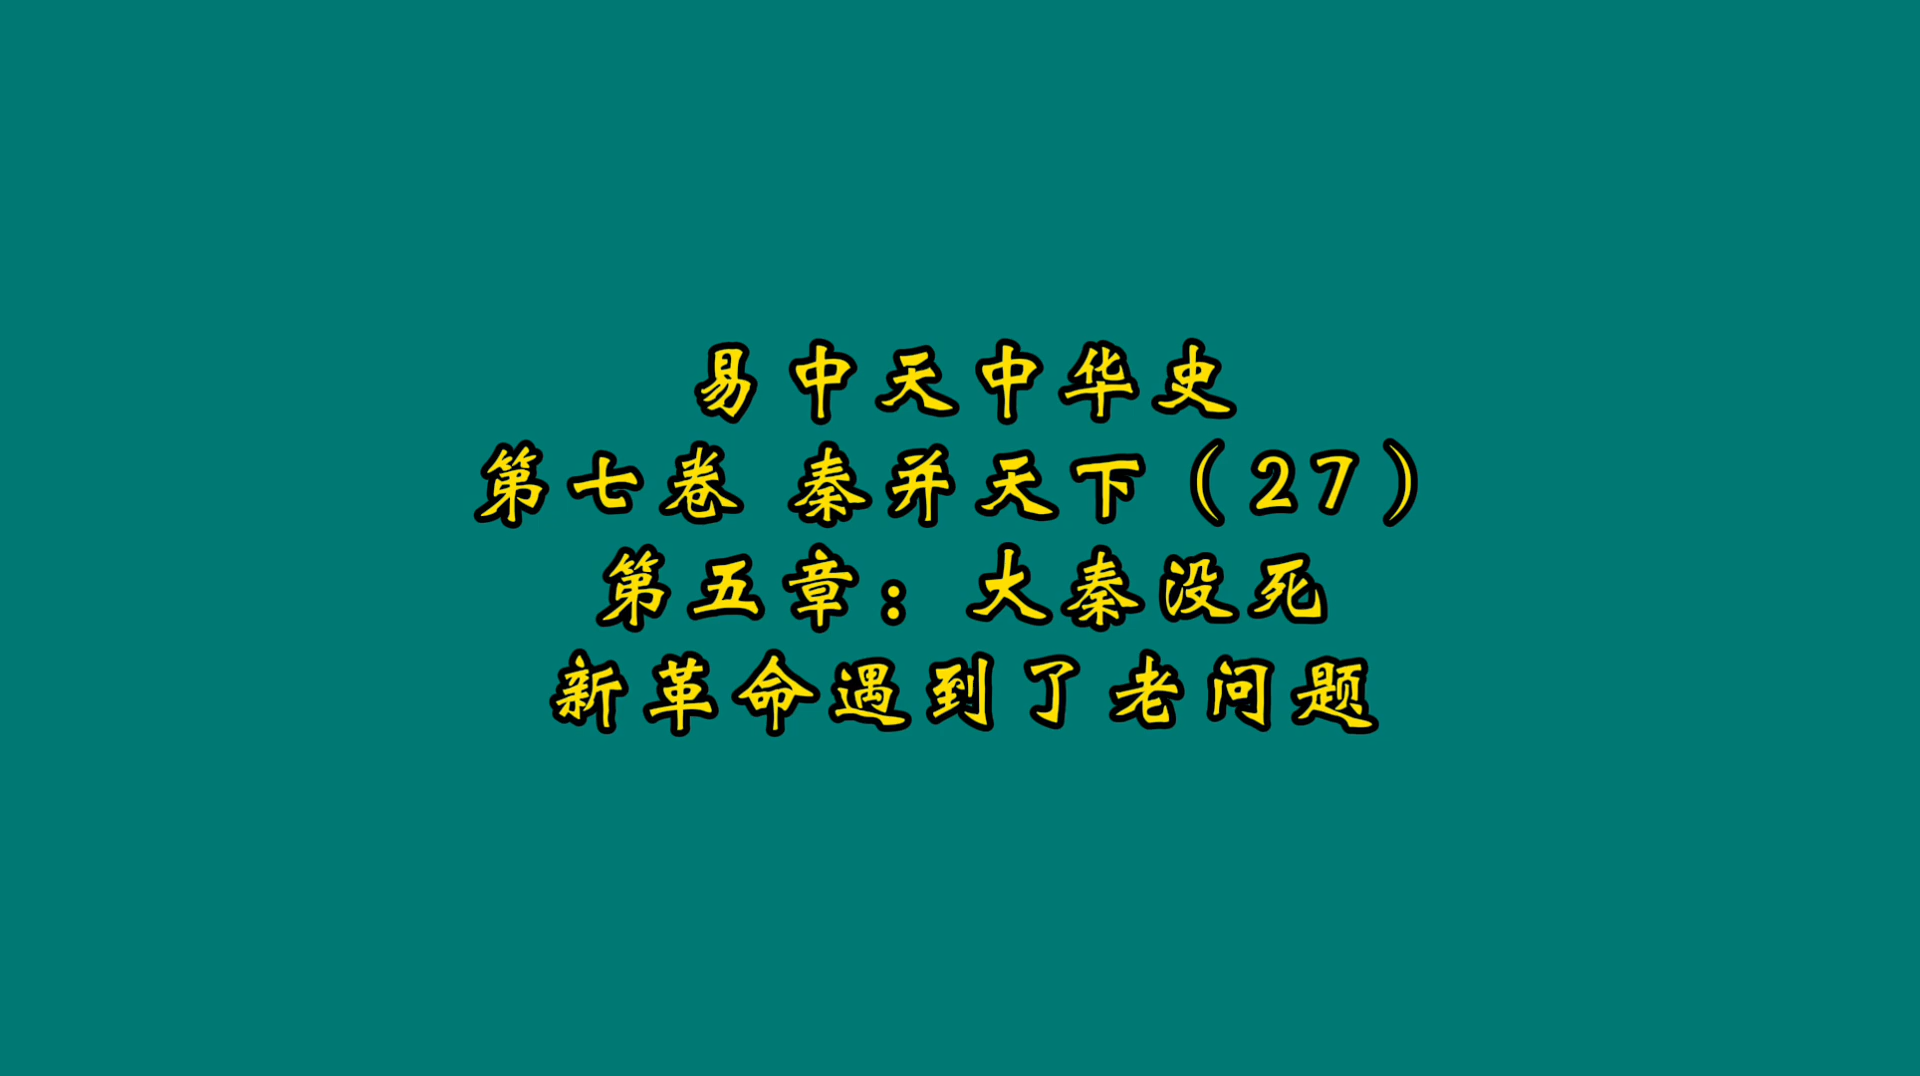 易中天中华史
第七卷 秦并天下（27）
第五章：大秦没死
新革命遇到了老问题